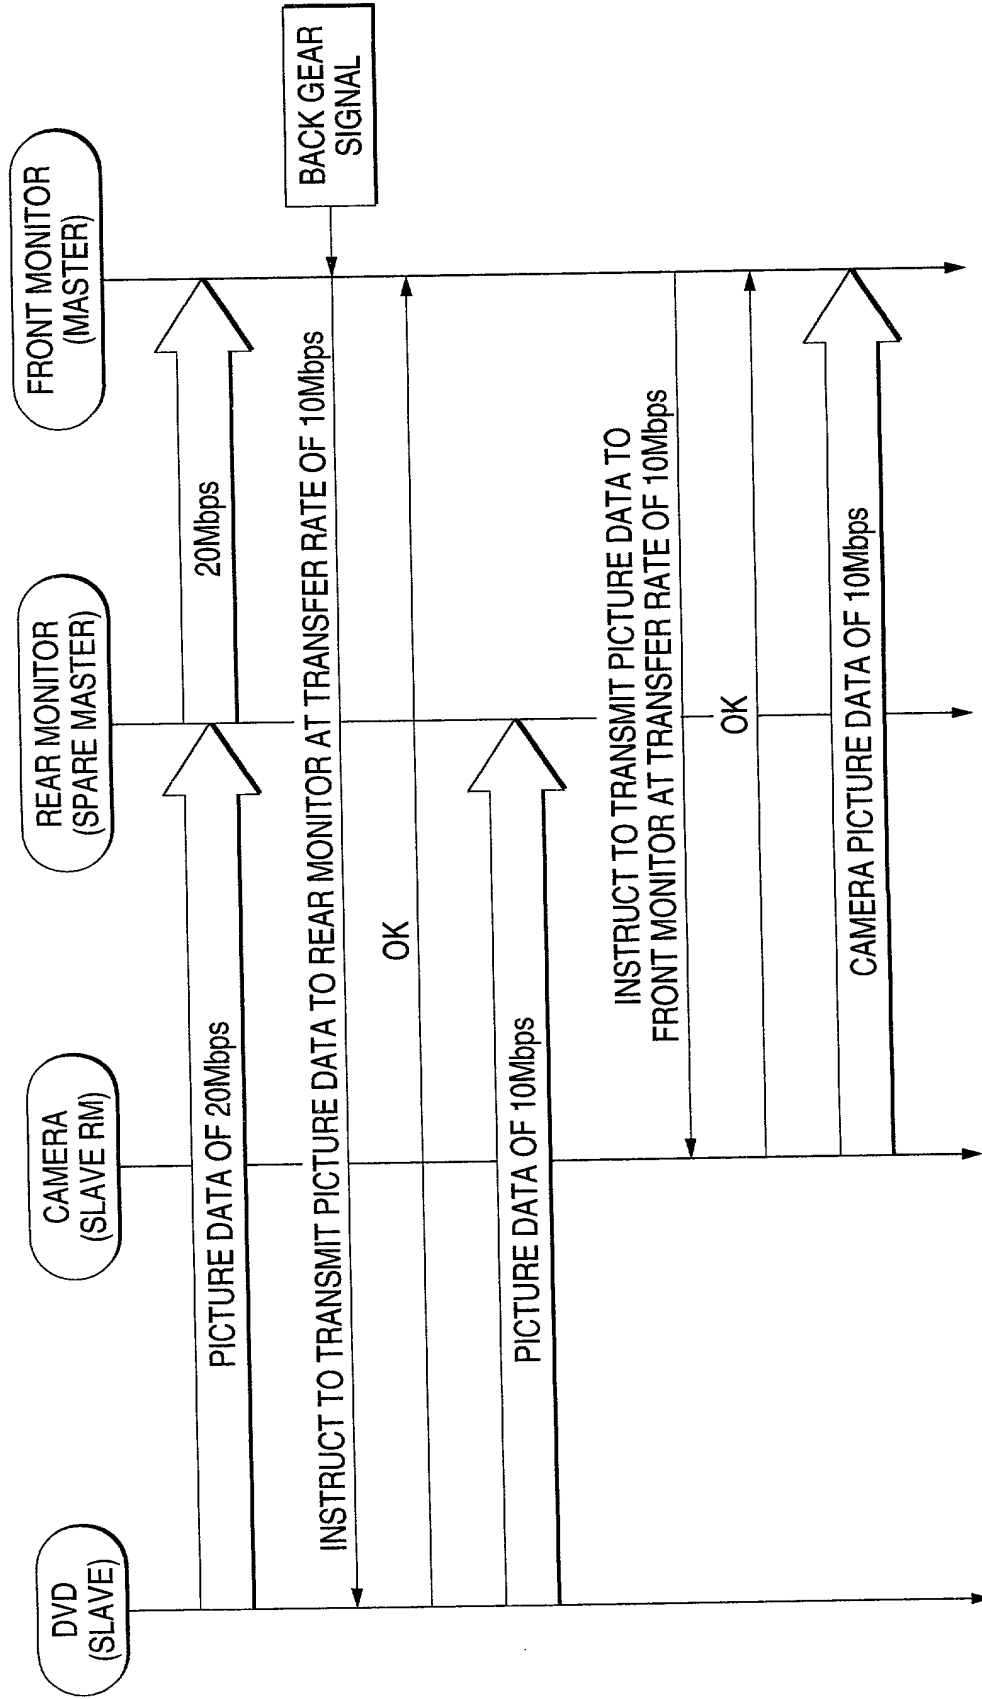 DVD
(SLAVE)
CAMERA
(SLAVE RM)
REAR MONITOR
(SPARE MASTER)
FRONT MONITOR
(MASTER)
PICTURE DATA OF 20Mbps
20Mbps
BACK GEAR
SIGNAL
INSTRUCT TO TRANSMIT PICTURE DATA TO REAR MONITOR AT TRANSFER RATE OF 10Mbps
OK
PICTURE DATA OF 10Mbps
INSTRUCT TO TRANSMIT PICTURE DATA TO
FRONT MONITOR AT TRANSFER RATE OF 10Mbps
OK
CAMERA PICTURE DATA OF 10Mbps